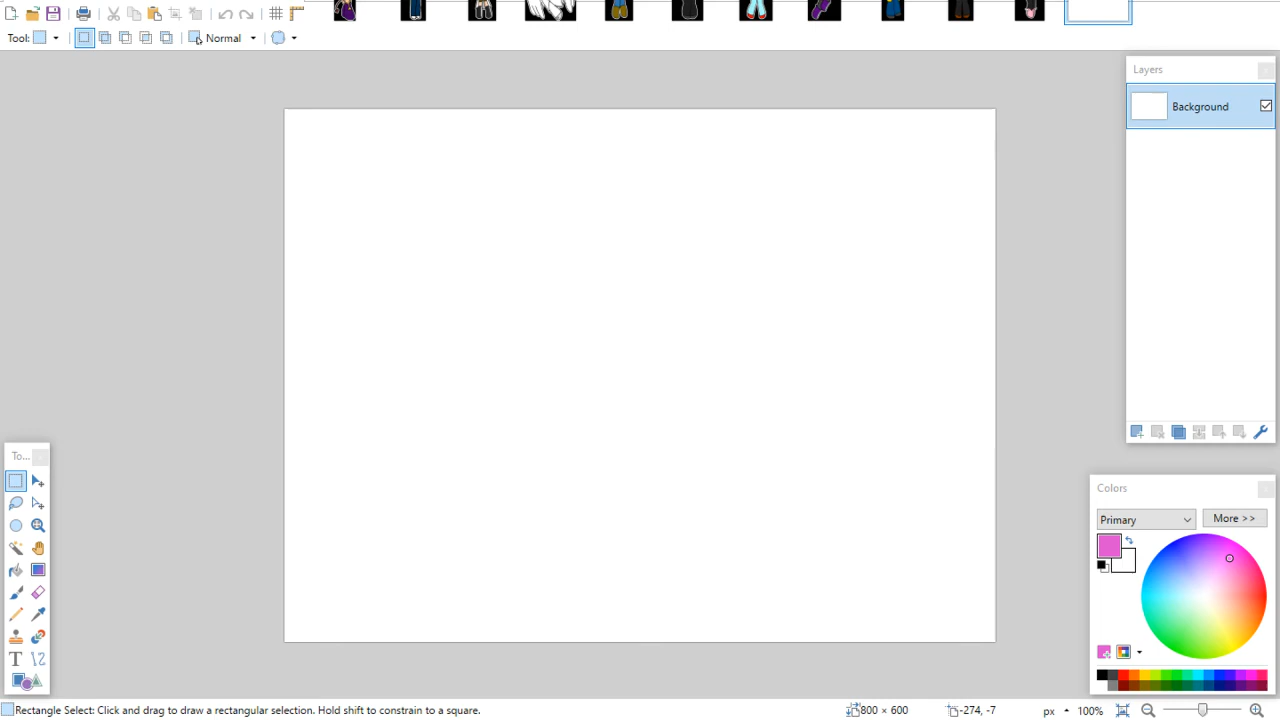 Tool:
Normal
Layers
Background
To...
Colors
Primary
More >>
T
Rectangle Select: Click and drag to draw a rectangular selection. Hold shift to constrain to a square.
800 × 600
-274, -7
px
100%